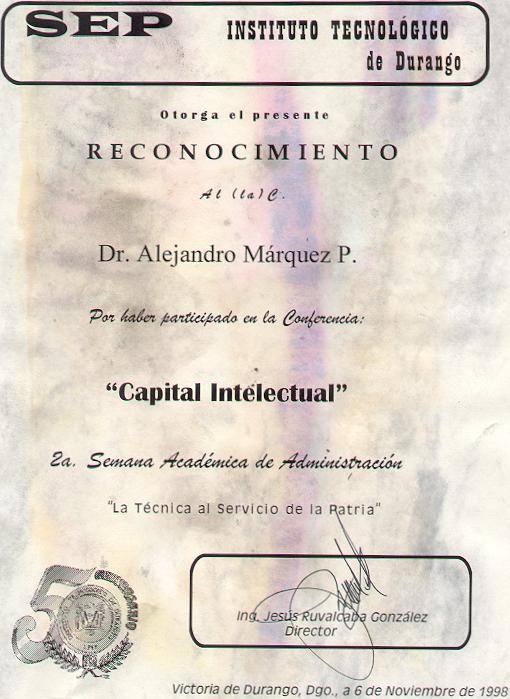 SEP
INSTITUTO TECNOLÓGICO
de Durango
Otorga el presente
RECONOCIMIENTO
Al (la) C.
Dr. Alejandro Márquez P.
Por haber participado en la Conferencia:
“Capital Intelectual”
2a. Semana Académica de Administración
“La Técnica al Servicio de la Patria”
50
ANIVERSARIO
Ing. Jesús Ruvalcaba González
Director
Victoria de Durango, Dgo., a 6 de Noviembre de 1998